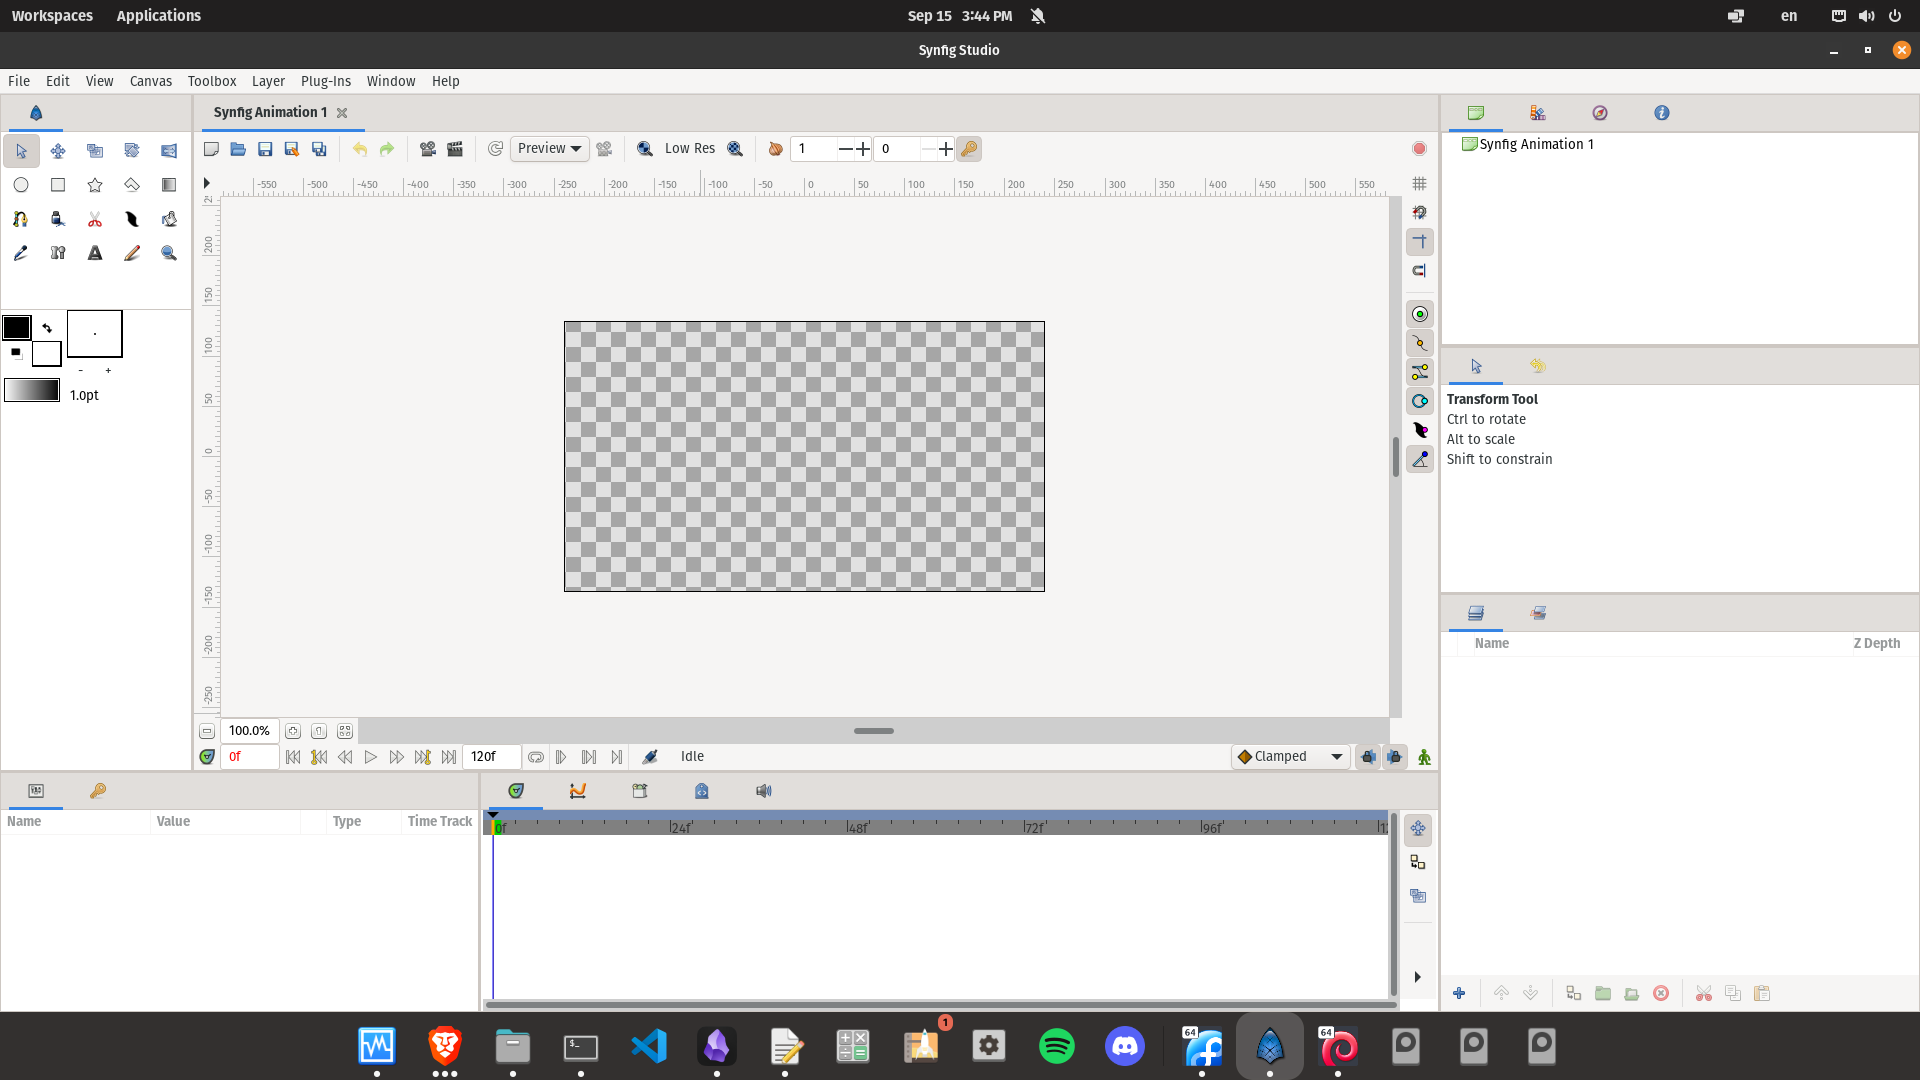 Workspaces Applications Sep 15 3:44 PM en
Synfig Studio
File Edit View Canvas Toolbox Layer Plug-Ins Window Help
Synfig Animation 1
Preview Low Res 1 0
Synfig Animation 1
-550 -500 -450 -400 -350 -300 -250 -200 -150 -100 -50 0 50 100 150 200 250 300 350 400 450 500 550
200
150
100
50
0
-50
-100
-150
-200
-250
- +
1.0pt
Transform Tool
Ctrl to rotate
Alt to scale
Shift to constrain
Name Z Depth
100.0%
0f 120f Idle Clamped
Name Value Type Time Track
0f 24f 48f 72f 96f
1
64 64